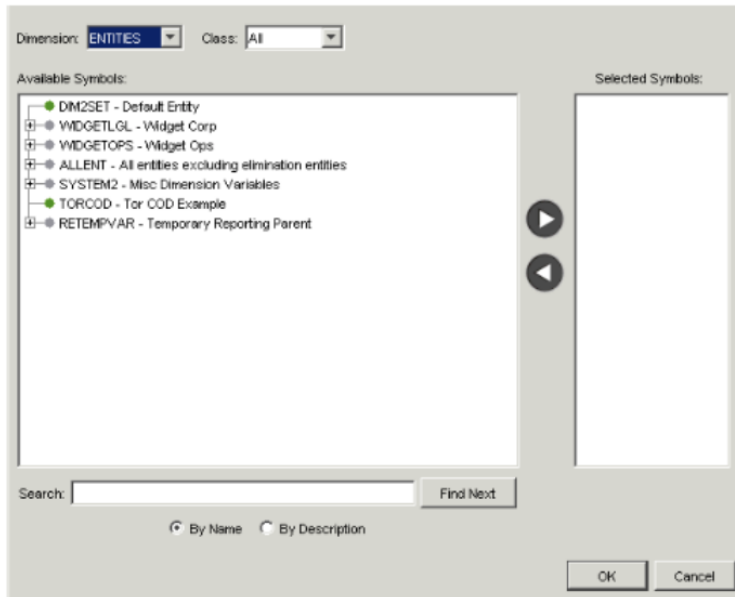 Dimension: ENTITIES Class: All
Available Symbols: Selected Symbols:
DIM2SET - Default Entity
WIDGETLGL - Widget Corp
WIDGETOPS - Widget Ops
ALLENT - All entities excluding elimination entities
SYSTEM2 - Misc Dimension Variables
TORCOD - Tor COD Example
RETEMPVAR - Temporary Reporting Parent
Search: Find Next
By Name By Description
OK Cancel